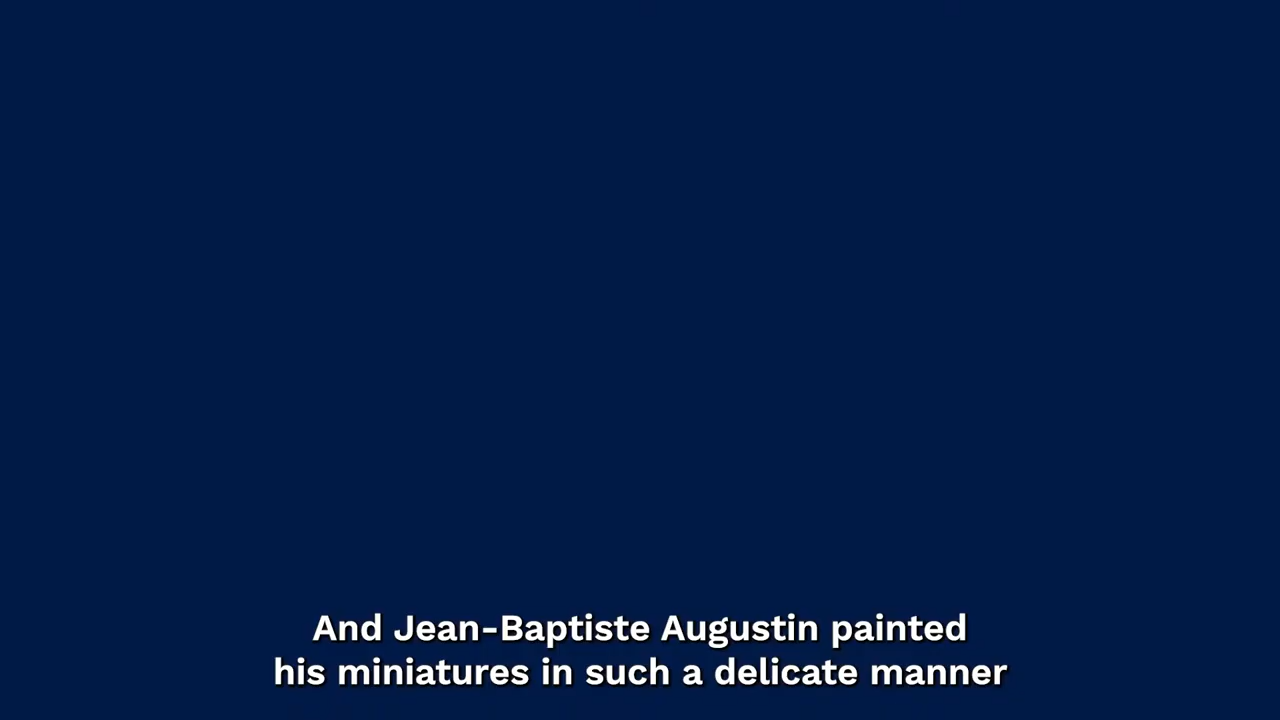 And Jean-Baptiste Augustin painted
his miniatures in such a delicate manner